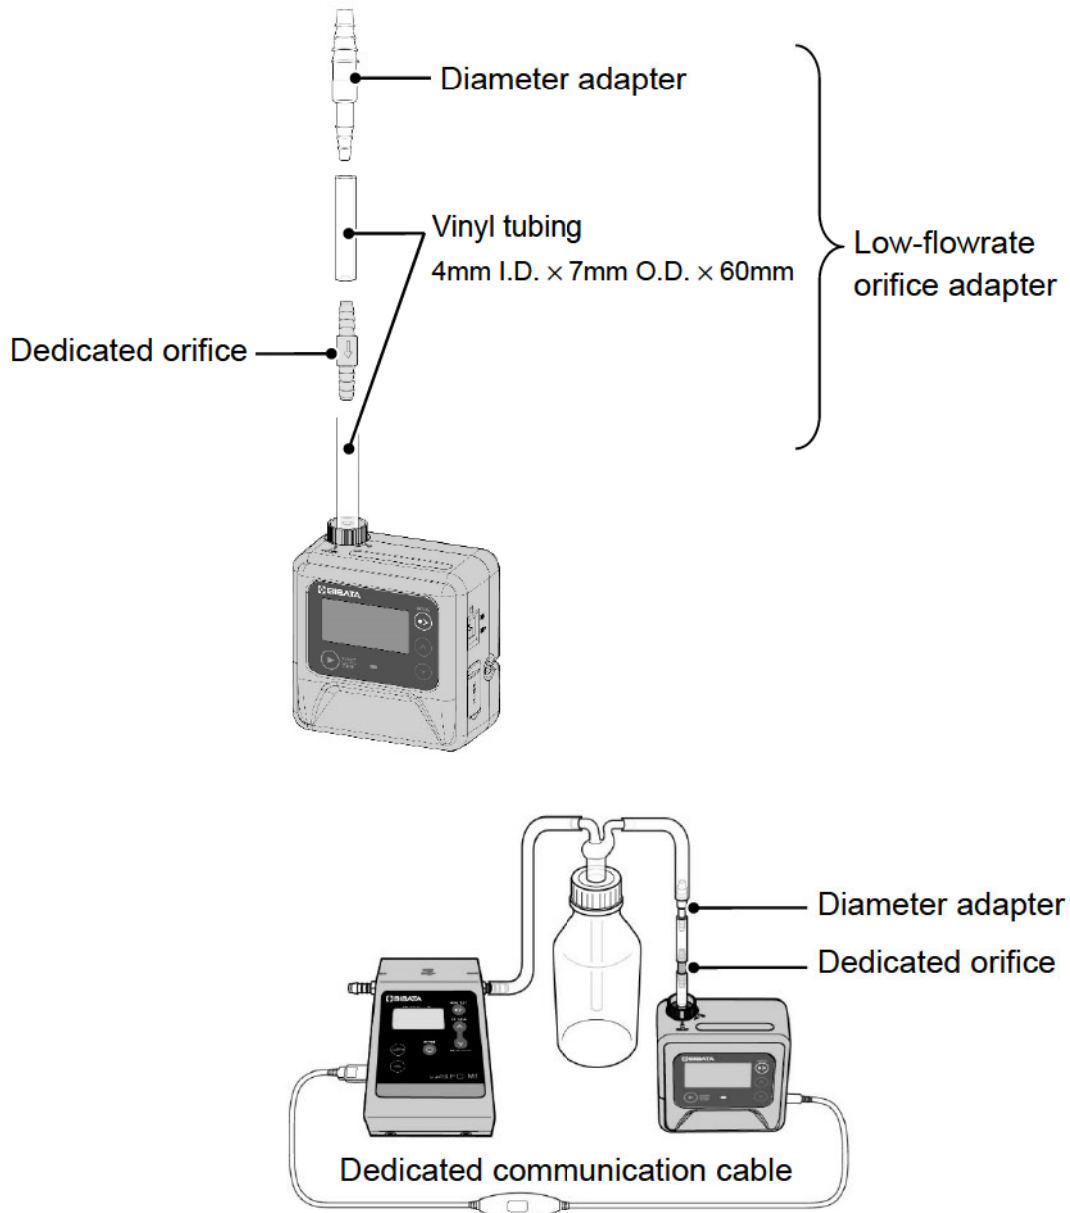 Diameter adapter
Vinyl tubing
4mm I.D. × 7mm O.D. × 60mm
Low-flowrate
orifice adapter
Dedicated orifice
SIBATA
Diameter adapter
Dedicated orifice
SIBATA
SIBATA
Dedicated communication cable